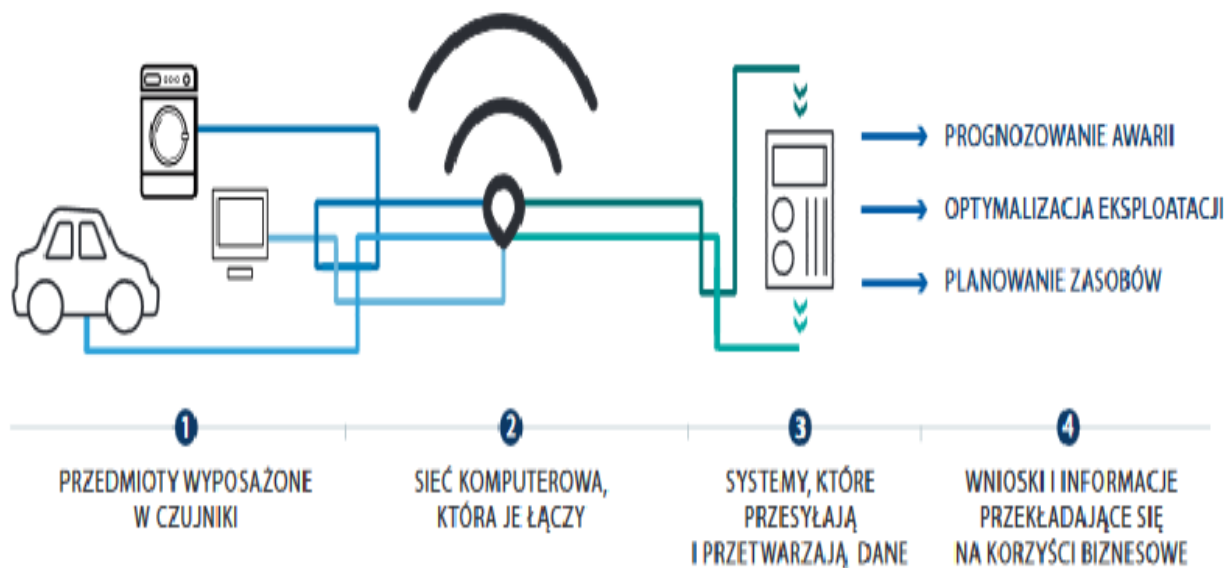 PROGNOZOWANIE AWARII
OPTYMALIZACJA EKSPLOATACJI
PLANOWANIE ZASOBÓW
1
PRZEDMIOTY WYPOSAŻONE
W CZUJNIKI
2
SIEĆ KOMPUTEROWA,
KTÓRA JE ŁĄCZY
3
SYSTEMY, KTÓRE
PRZESYŁAJĄ
I PRZETWARZAJĄ DANE
4
WNIOSKI I INFORMACJE
PRZEKŁADAJĄCE SIĘ
NA KORZYŚCI BIZNESOWE